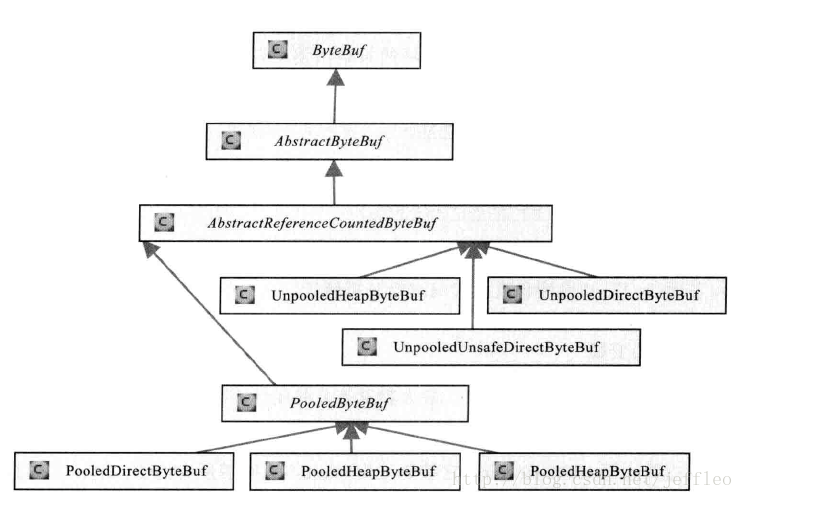 ByteBuf
AbstractByteBuf
AbstractReferenceCountedByteBuf
UnpooledHeapByteBuf
UnpooledDirectByteBuf
UnpooledUnsafeDirectByteBuf
PooledByteBuf
PooledDirectByteBuf
PooledHeapByteBuf
PooledHeapByteBuf
http://blog.csdn.net/jeffleo